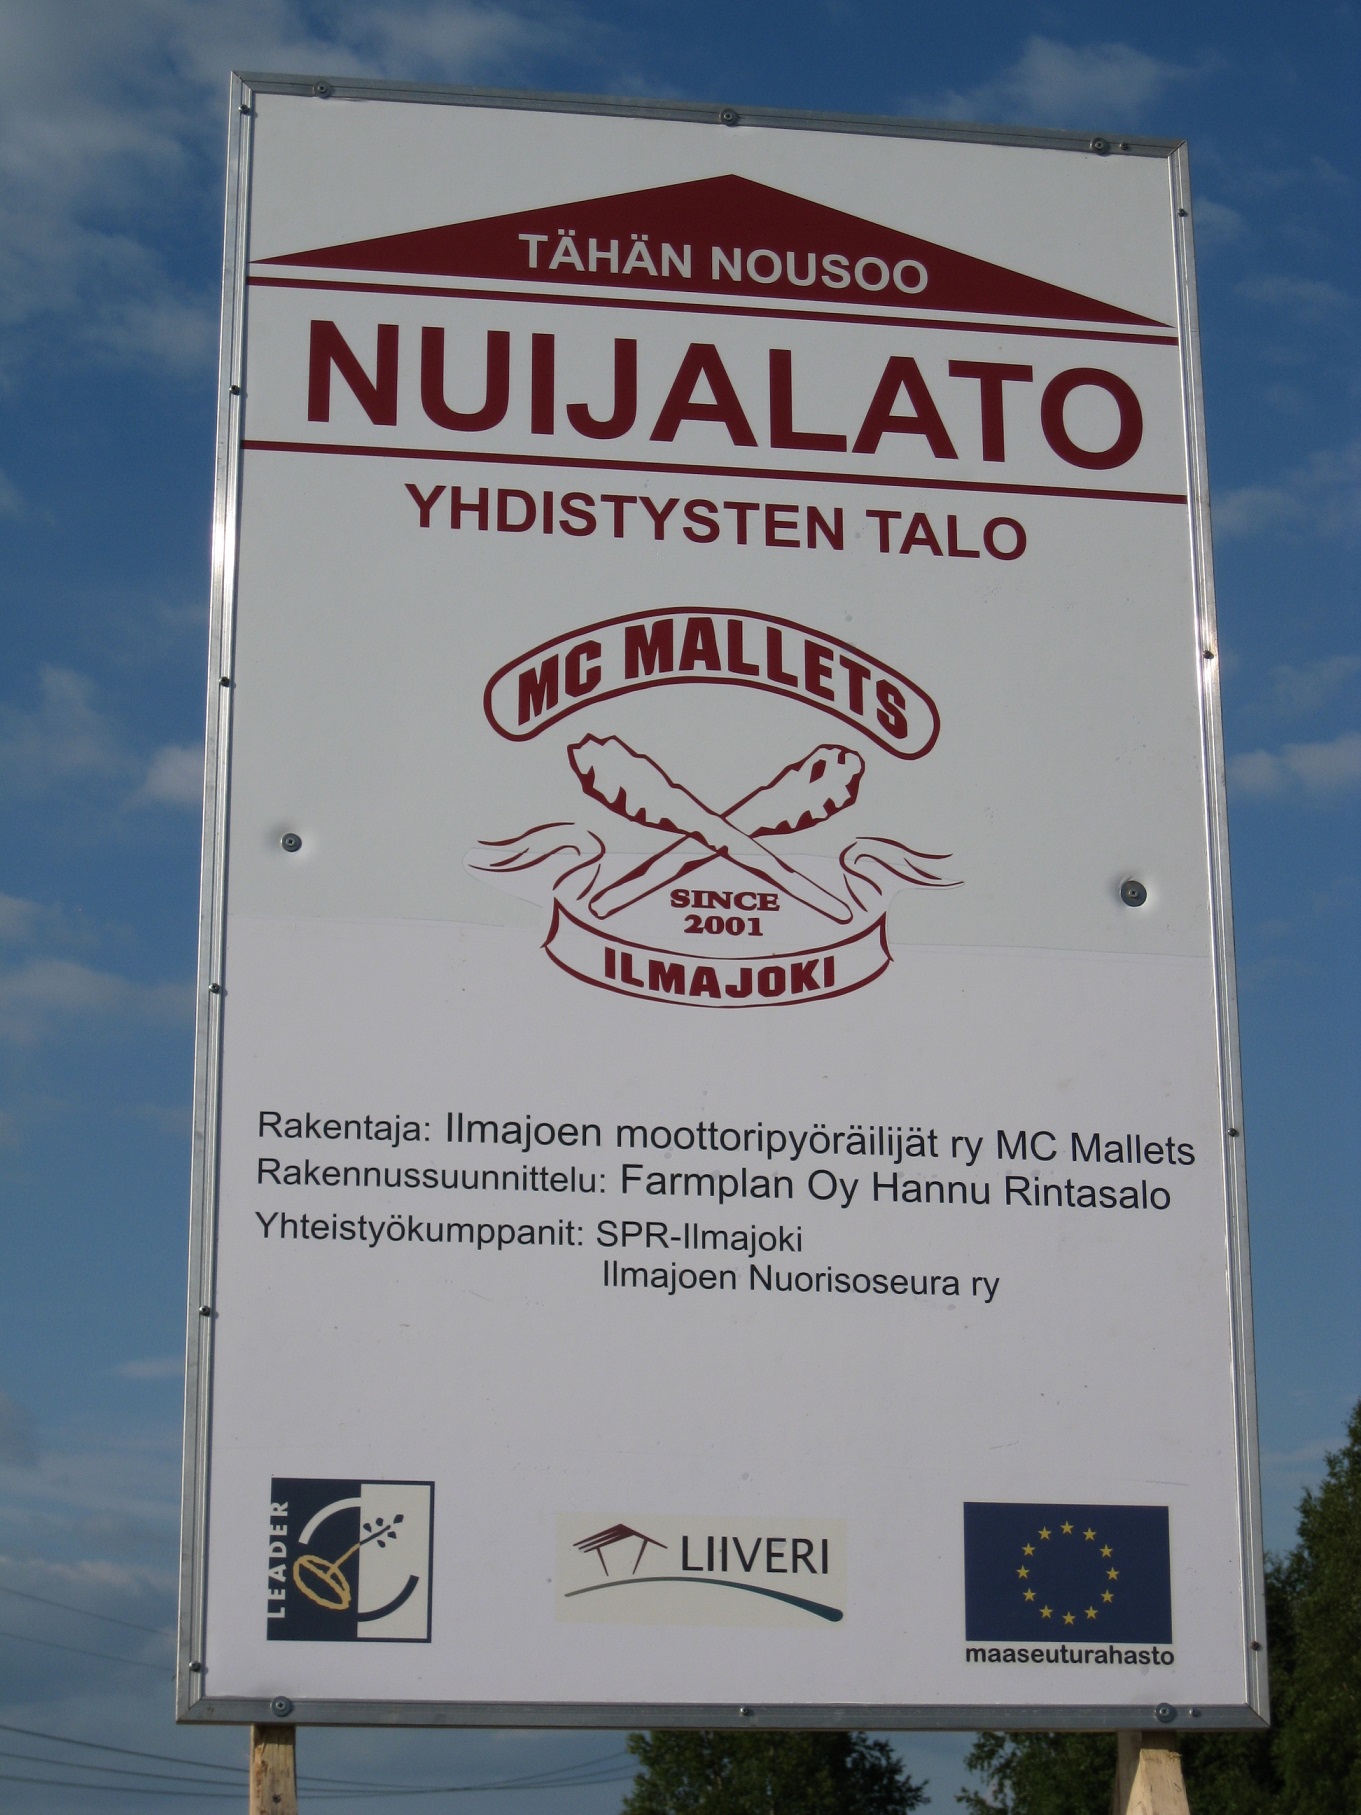 TÄHÄN NOUSOO
NUIJALATO
YHDISTYSTEN TALO
MC MALLETS
SINCE
2001
ILMAJOKI
Rakentaja: Ilmajoen moottoripyöräilijät ry MC Mallets
Rakennussuunnittelu: Farmplan Oy Hannu Rintasalo
Yhteistyökumppanit: SPR-Ilmajoki
Ilmajoen Nuorisoseura ry
LEADER
LIIVERI
maaseuturahasto